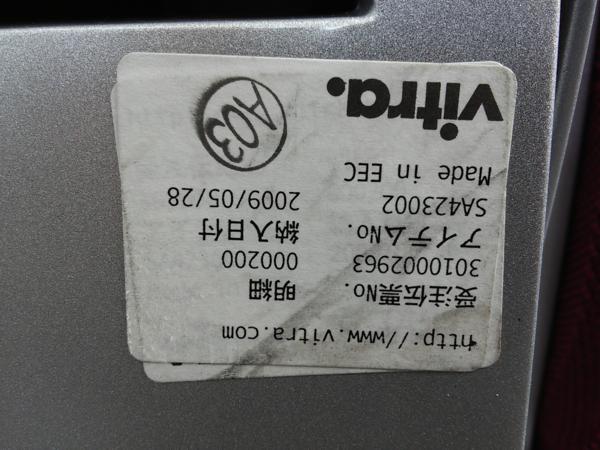 http://www.vitra.com
受注伝票No. 明細
3010002963 000200
アイテムNo. 納入日付
SA423002 2009/05/28
Made in EEC
vitra.
A03